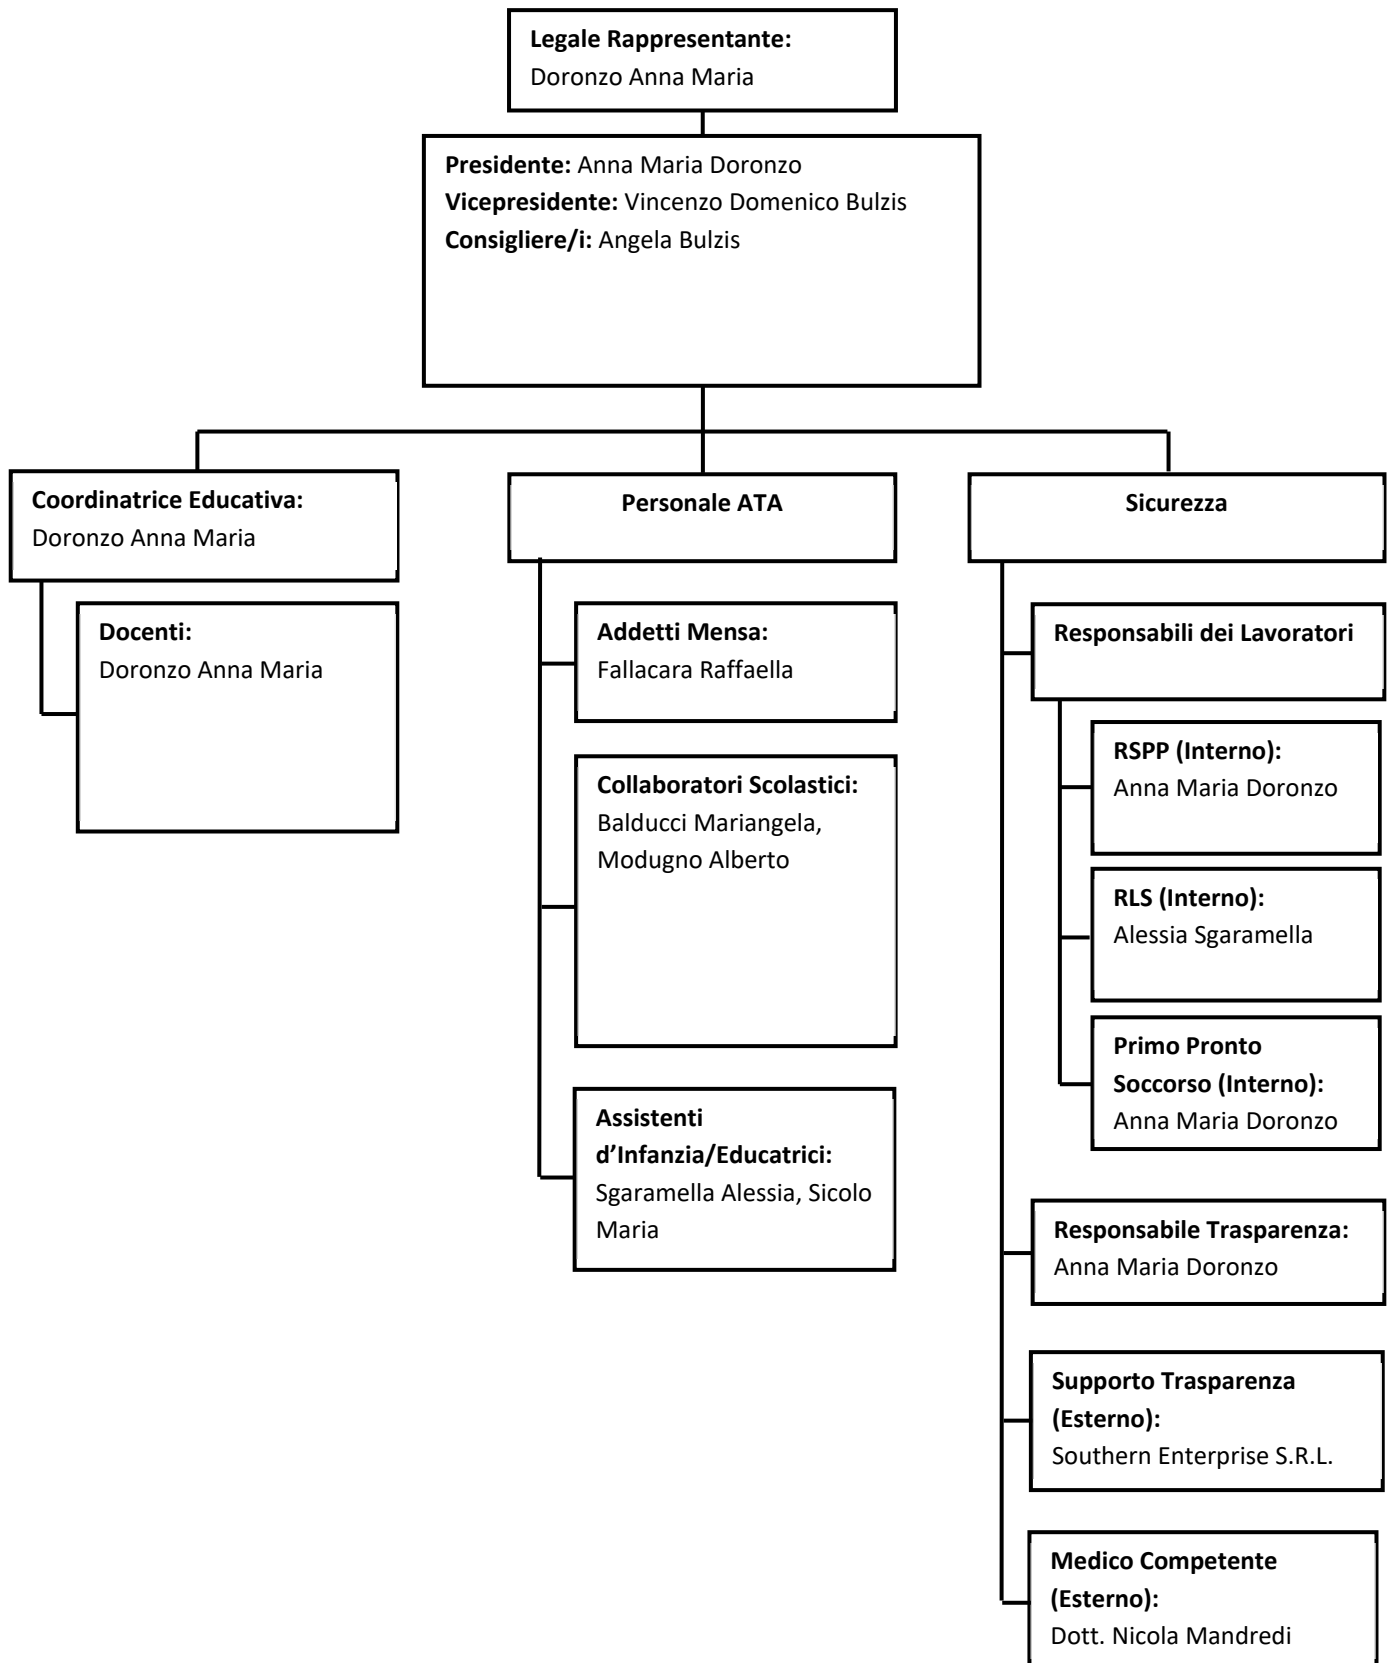 Legale Rappresentante:
Doronzo Anna Maria
Presidente: Anna Maria Doronzo
Vicepresidente: Vincenzo Domenico Bulzis
Consigliere/i: Angela Bulzis
Coordinatrice Educativa:
Doronzo Anna Maria
Docenti:
Doronzo Anna Maria
Personale ATA
Addetti Mensa:
Fallacara Raffaella
Collaboratori Scolastici:
Balducci Mariangela,
Modugno Alberto
Assistenti
d’Infanzia/Educatrici:
Sgaramella Alessia, Sicolo
Maria
Sicurezza
Responsabili dei Lavoratori
RSPP (Interno):
Anna Maria Doronzo
RLS (Interno):
Alessia Sgaramella
Primo Pronto
Soccorso (Interno):
Anna Maria Doronzo
Responsabile Trasparenza:
Anna Maria Doronzo
Supporto Trasparenza
(Esterno):
Southern Enterprise S.R.L.
Medico Competente
(Esterno):
Dott. Nicola Mandredi